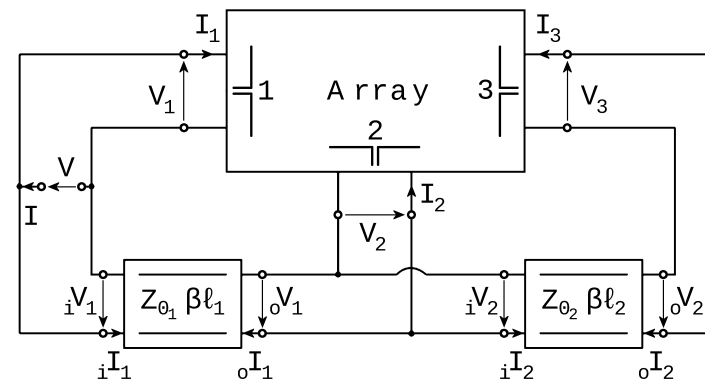 I₁ I₃
V₁ 1 Array 3 V₃
2
V
I I₂
V₂
ᵢV₁ Z₀₁ βℓ₁ ₒV₁ ᵢV₂ Z₀₂ βℓ₂ ₒV₂
ᵢI₁ ₒI₁ ᵢI₂ ₒI₂